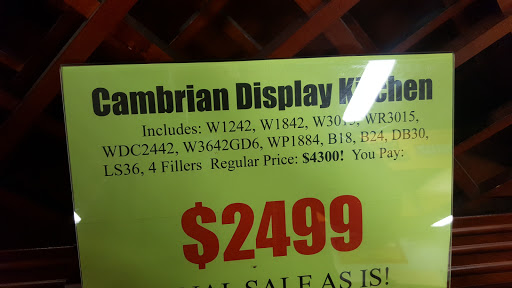 Cambrian Display Kitchen
Includes: W1242, W1842, W3015, WR3015,
WDC2442, W3642GD6, WP1884, B18, B24, DB30,
LS36, 4 Fillers Regular Price: $4300! You Pay:
$2499
SALE AS IS!